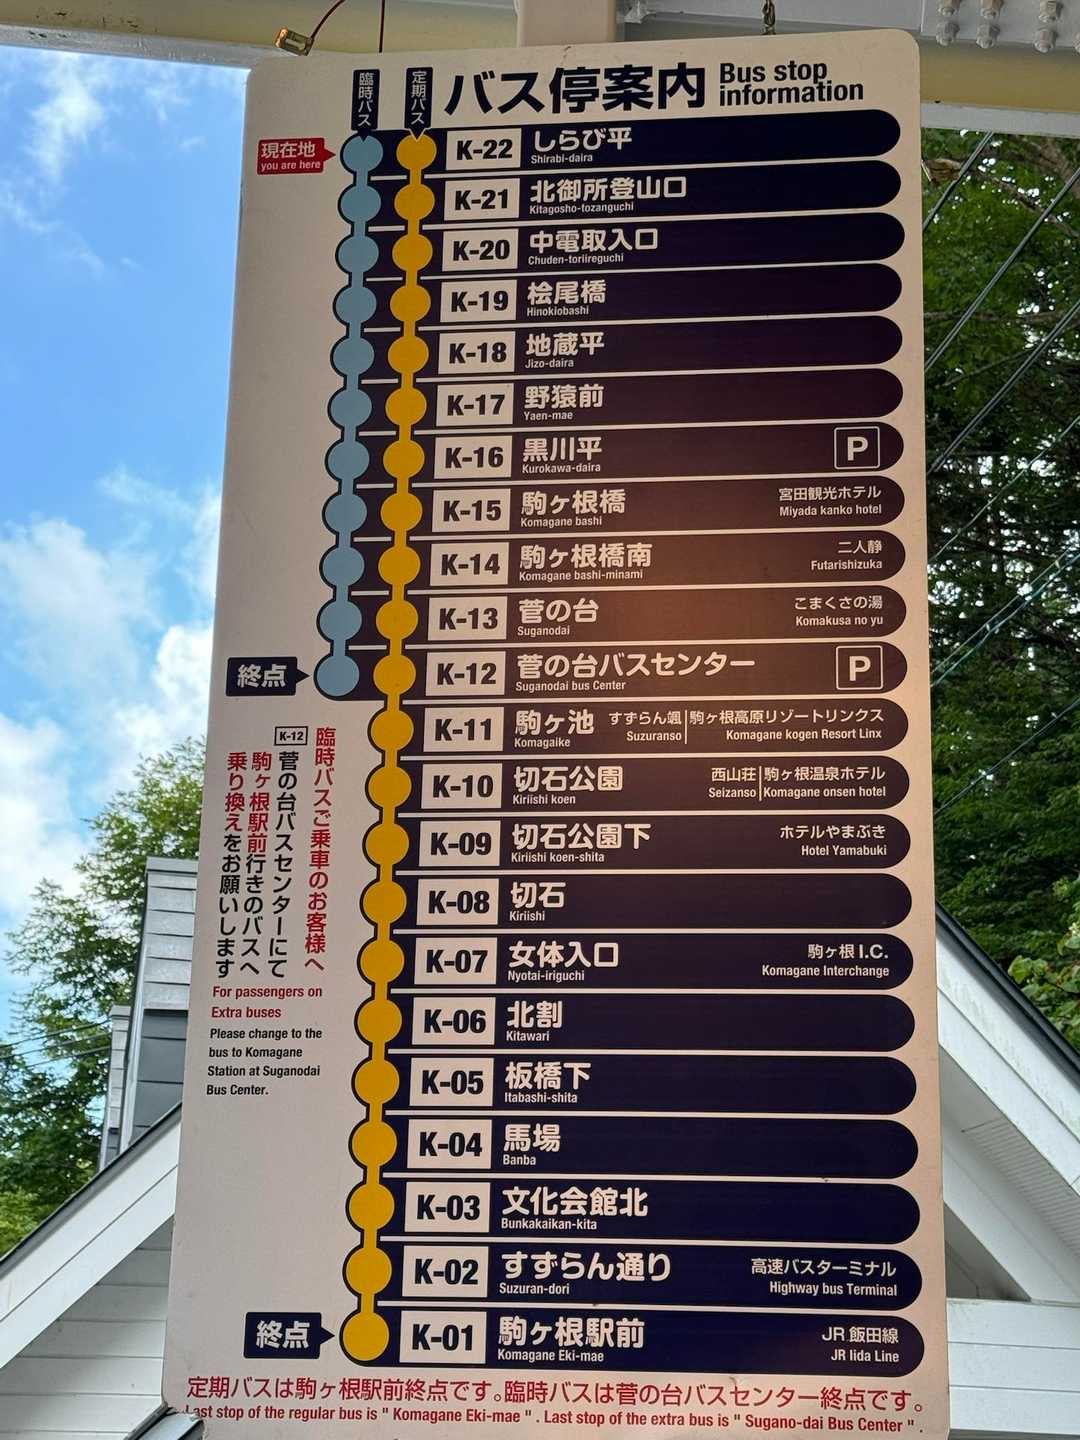 臨時バス
定期バス
バス停案内
Bus stop
information
現在地
you are here
K-22 しらび平
Shirabi-daira
K-21 北御所登山口
Kitagosho-tozanguchi
K-20 中電取入口
Chuden-toriireguchi
K-19 桧尾橋
Hinokiobashi
K-18 地蔵平
Jizo-daira
K-17 野猿前
Yaen-mae
K-16 黒川平 P
Kurokawa-daira
K-15 駒ヶ根橋 宮田観光ホテル
Komagane bashi Miyada kanko hotel
K-14 駒ヶ根橋南 二人静
Komagane bashi-minami Futarishizuka
K-13 菅の台 こまくさの湯
Suganodai Komakusa no yu
終点
K-12 菅の台バスセンター P
Suganodai bus Center
K-11 駒ヶ池 すずらん颯 駒ヶ根高原リゾートリンクス
Komagaike Suzuranso Komagane kogen Resort Linx
K-10 切石公園 西山荘 駒ヶ根温泉ホテル
Kiriishi koen Seizanso Komagane onsen hotel
K-09 切石公園下 ホテルやまぶき
Kiriishi koen-shita Hotel Yamabuki
K-08 切石
Kiriishi
K-07 女体入口 駒ヶ根 I.C.
Nyotai-iriguchi Komagane Interchange
K-06 北割
Kitawari
K-05 板橋下
Itabashi-shita
K-04 馬場
Banba
K-03 文化会館北
Bunkakaikan-kita
K-02 すずらん通り 高速バスターミナル
Suzuran-dori Highway bus Terminal
終点
K-01 駒ヶ根駅前 JR 飯田線
Komagane Eki-mae JR Iida Line
臨時バスご乗車のお客様へ
K-12 菅の台バスセンターにて
駒ヶ根駅前行きのバスへ
乗り換えをお願いします
For passengers on
Extra buses
Please change to the
bus to Komagane
Station at Suganodai
Bus Center.
定期バスは駒ヶ根駅前終点です。臨時バスは菅の台バスセンター終点です。
Last stop of the regular bus is " Komagane Eki-mae " . Last stop of the extra bus is " Sugano-dai Bus Center " .